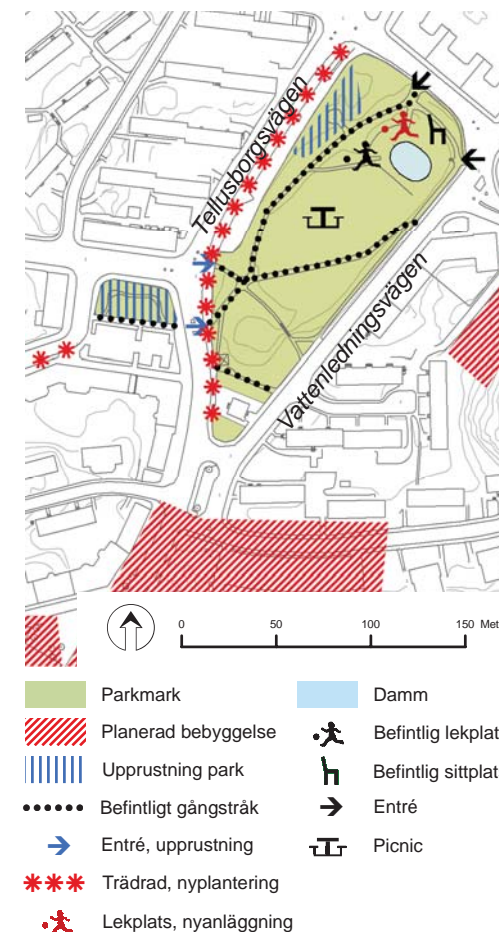 Tellusborgsvägen
Vattenledningsvägen
0 50 100 150 Met
Parkmark
Damm
Planerad bebyggelse
Befintlig lekplat
Upprustning park
Befintlig sittplat
Befintligt gångstråk
Entré
Entré, upprustning
Picnic
Trädrad, nyplantering
Lekplats, nyanläggning